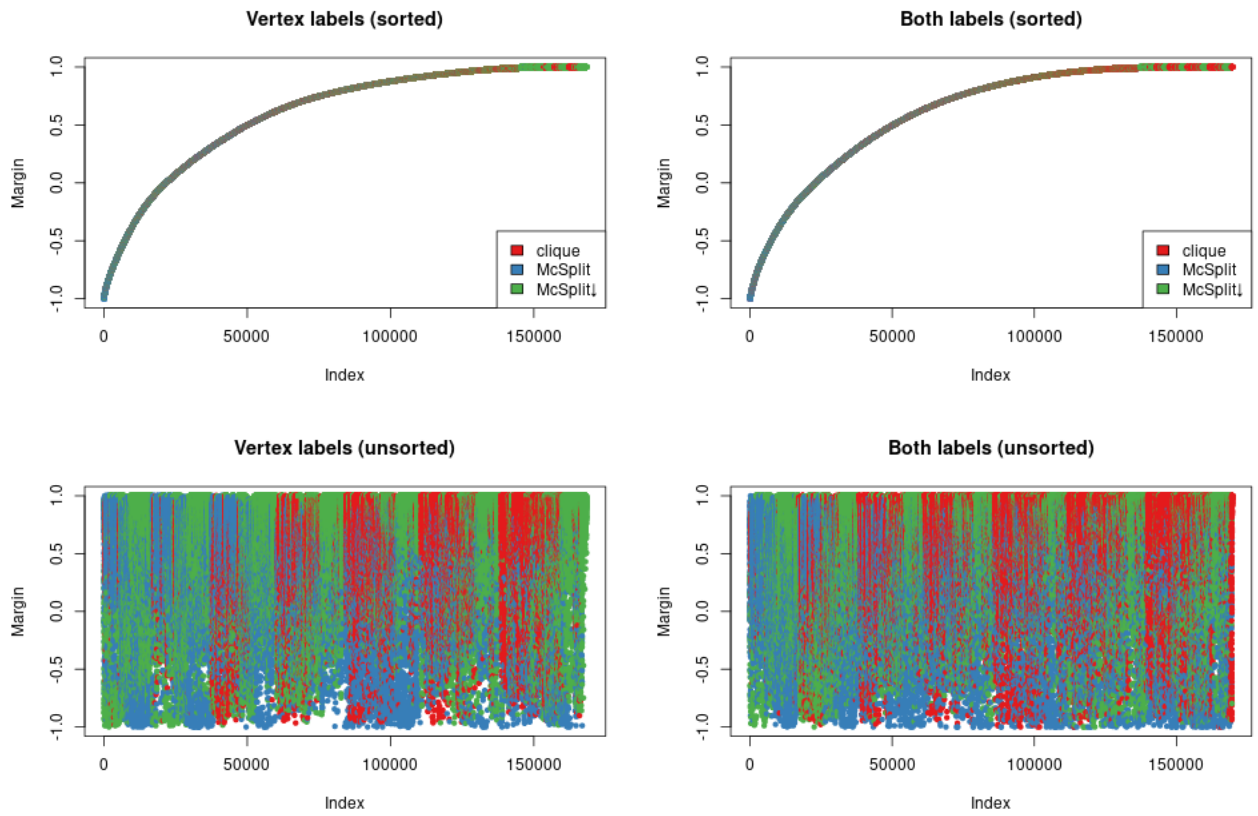 Vertex labels (sorted)
Both labels (sorted)
Margin
1.0
0.5
0.0
-0.5
-1.0
clique
McSplit
McSplit↓
0
50000
100000
150000
Index
Margin
1.0
0.5
0.0
-0.5
-1.0
clique
McSplit
McSplit↓
0
50000
100000
150000
Index
Vertex labels (unsorted)
Both labels (unsorted)
Margin
1.0
0.5
0.0
-0.5
-1.0
0
50000
100000
150000
Index
Margin
1.0
0.5
0.0
-0.5
-1.0
0
50000
100000
150000
Index